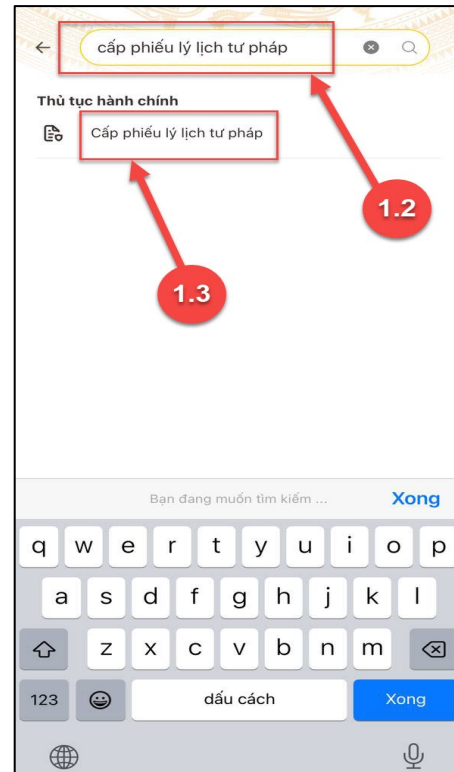 cấp phiếu lý lịch tư pháp
Thủ tục hành chính
Cấp phiếu lý lịch tư pháp
1.2
1.3
Bạn đang muốn tìm kiếm ... Xong
q w e r t y u i o p
a s d f g h j k l
z x c v b n m
123 dấu cách Xong